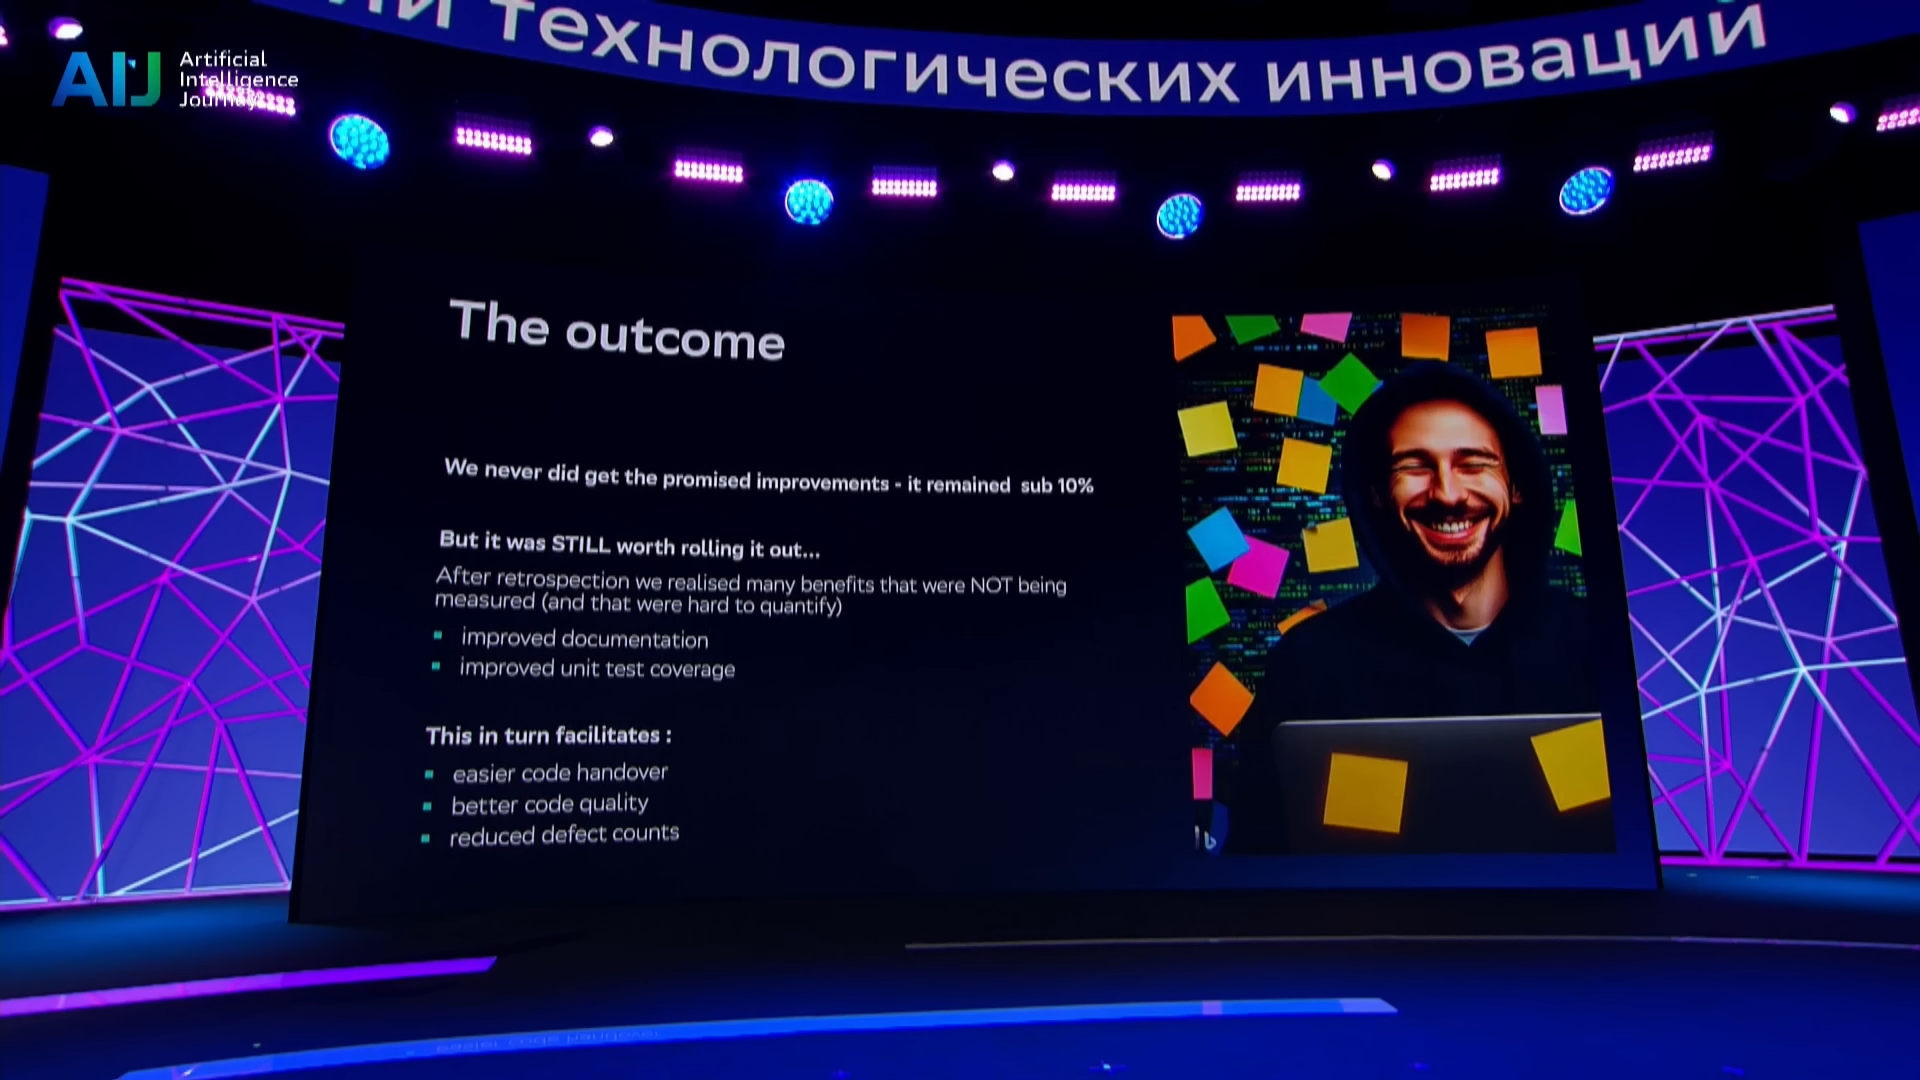 ии технологических инноваций
AIJ
Artificial
Intelligence
Journey
The outcome
We never did get the promised improvements - it remained sub 10%
But it was STILL worth rolling it out...
After retrospection we realised many benefits that were NOT being
measured (and that were hard to quantify)
improved documentation
improved unit test coverage
This in turn facilitates :
easier code handover
better code quality
reduced defect counts